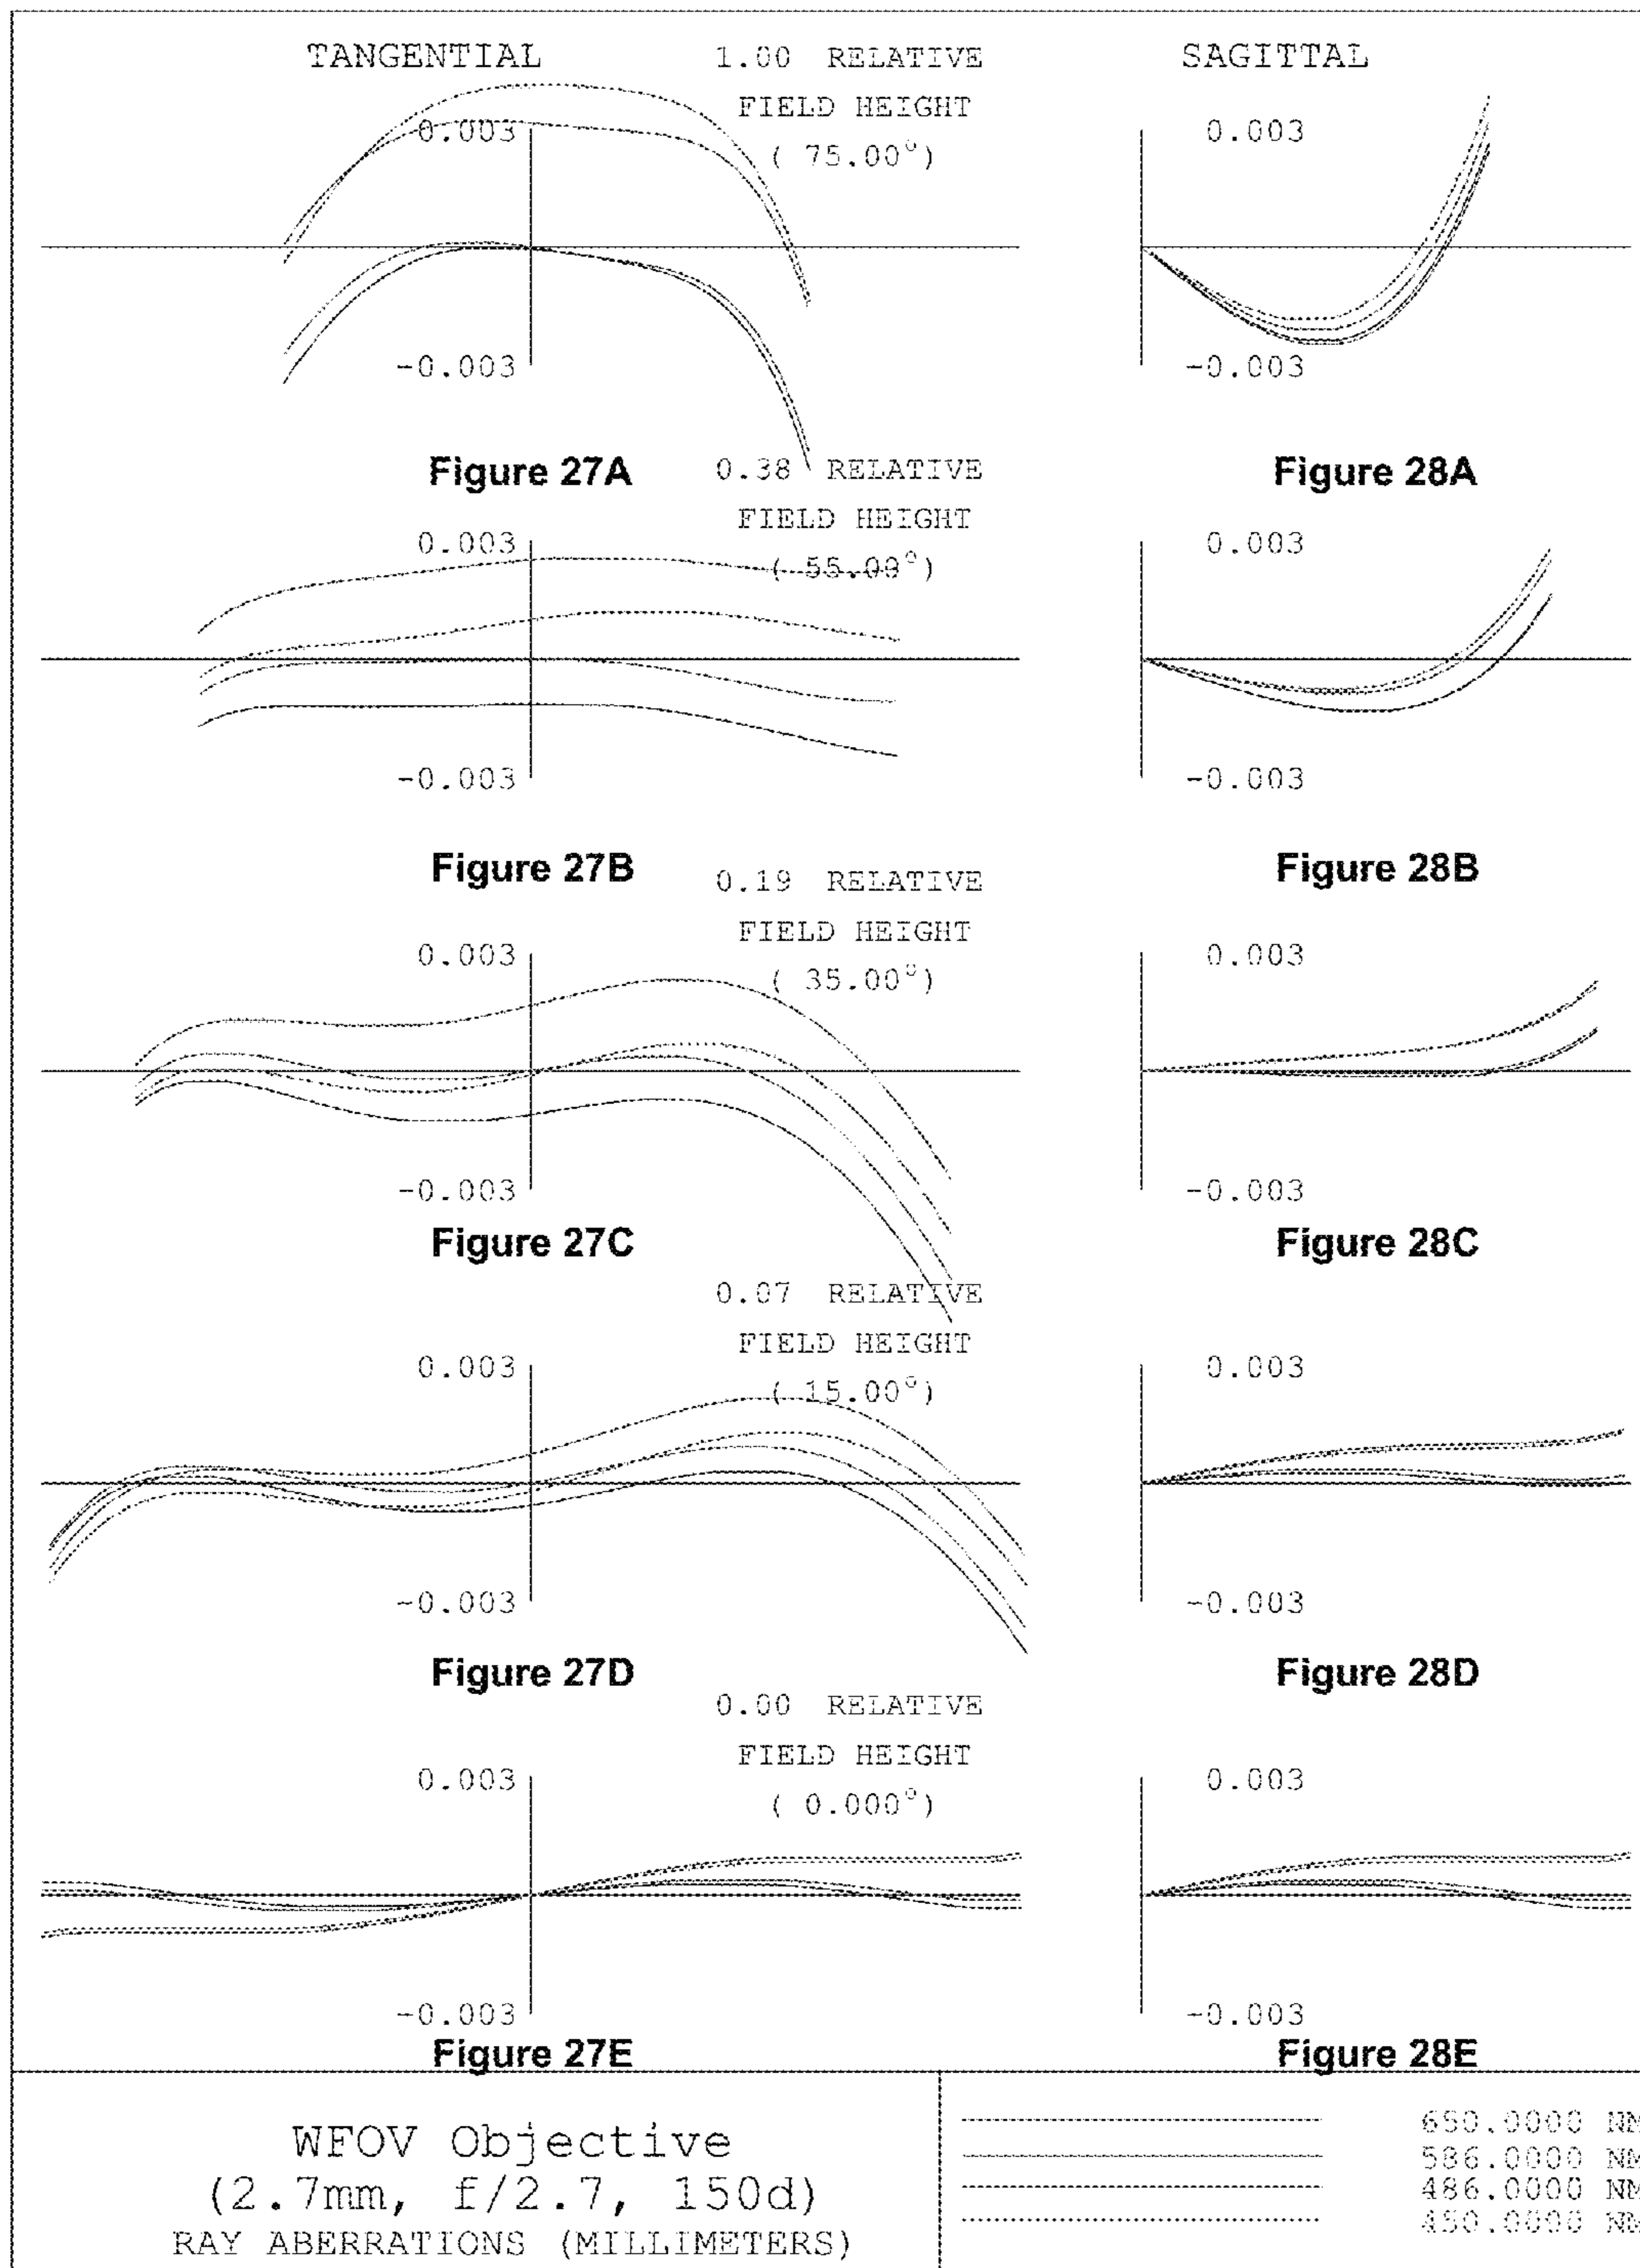 TANGENTIAL 1.00 RELATIVE SAGITTAL
FIELD HEIGHT
0.003 ( 75.00°) 0.003
-0.003 -0.003
Figure 27A 0.38 RELATIVE Figure 28A
FIELD HEIGHT
0.003 ( 55.00°) 0.003
-0.003 -0.003
Figure 27B 0.19 RELATIVE Figure 28B
FIELD HEIGHT
0.003 ( 35.00°) 0.003
-0.003 -0.003
Figure 27C Figure 28C
0.07 RELATIVE
FIELD HEIGHT
0.003 ( 15.00°) 0.003
-0.003 -0.003
Figure 27D Figure 28D
0.00 RELATIVE
FIELD HEIGHT
0.003 ( 0.000°) 0.003
-0.003 -0.003
Figure 27E Figure 28E
WFOV Objective
(2.7mm, f/2.7, 150d)
RAY ABERRATIONS (MILLIMETERS)
650.0000 NM
586.0000 NM
486.0000 NM
450.0000 NM